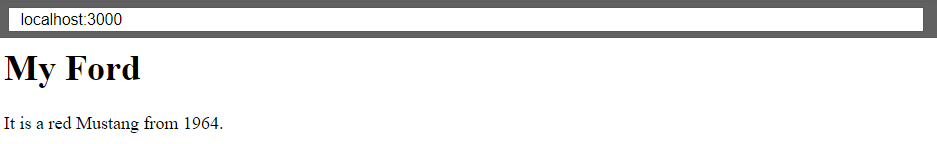 localhost:3000
My Ford
It is a red Mustang from 1964.